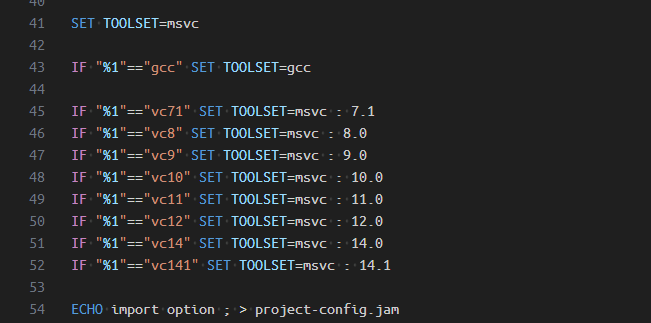 40
41 SET TOOLSET=msvc
42
43 IF "%1"=="gcc" SET TOOLSET=gcc
44
45 IF "%1"=="vc71" SET TOOLSET=msvc : 7.1
46 IF "%1"=="vc8" SET TOOLSET=msvc : 8.0
47 IF "%1"=="vc9" SET TOOLSET=msvc : 9.0
48 IF "%1"=="vc10" SET TOOLSET=msvc : 10.0
49 IF "%1"=="vc11" SET TOOLSET=msvc : 11.0
50 IF "%1"=="vc12" SET TOOLSET=msvc : 12.0
51 IF "%1"=="vc14" SET TOOLSET=msvc : 14.0
52 IF "%1"=="vc141" SET TOOLSET=msvc : 14.1
53
54 ECHO import option ; > project-config.jam